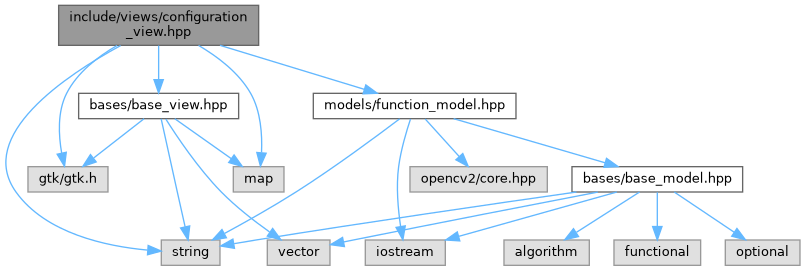 include/views/configuration
_view.hpp
bases/base_view.hpp
models/function_model.hpp
gtk/gtk.h
map
opencv2/core.hpp
bases/base_model.hpp
string
vector
iostream
algorithm
functional
optional